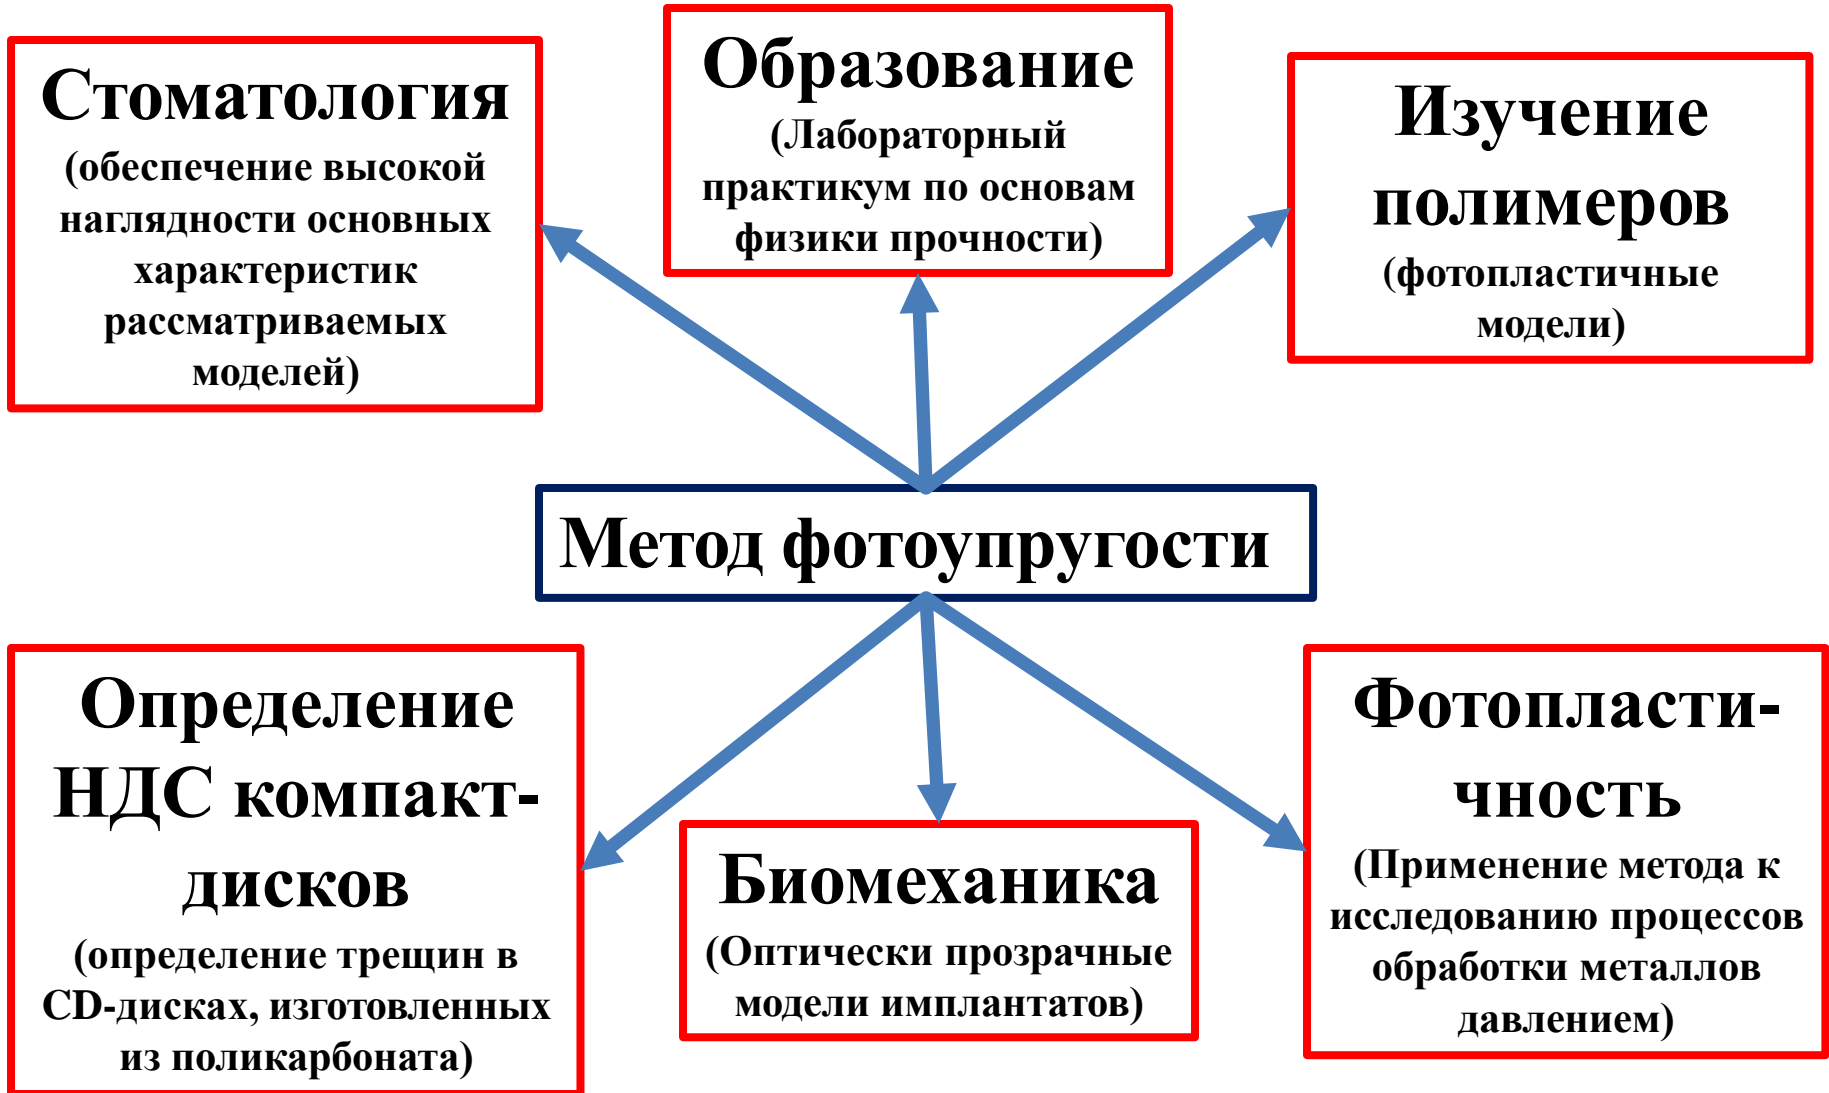 Стоматология
(обеспечение высокой
наглядности основных
характеристик
рассматриваемых
моделей)
Образование
(Лабораторный
практикум по основам
физики прочности)
Изучение
полимеров
(фотопластичные
модели)
Метод фотоупругости
Определение
НДС компакт-
дисков
(определение трещин в
CD-дисках, изготовленных
из поликарбоната)
Биомеханика
(Оптически прозрачные
модели имплантатов)
Фотопласти-
чность
(Применение метода к
исследованию процессов
обработки металлов
давлением)